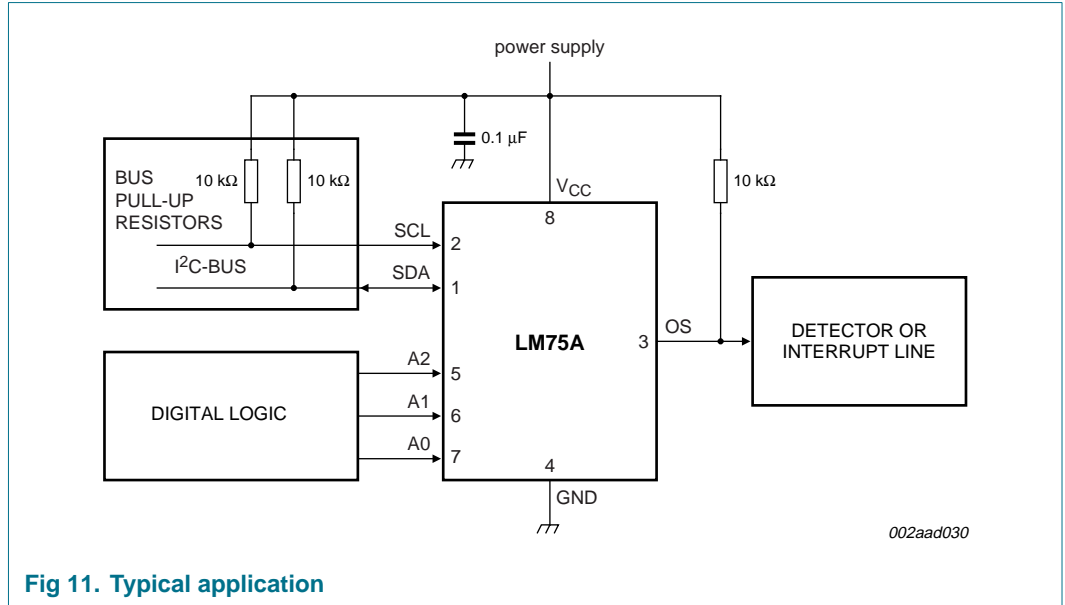 power supply
0.1 μF
BUS
PULL-UP
RESISTORS
10 kΩ
10 kΩ
10 kΩ
VCC
8
SCL
2
I2C-BUS
SDA
1
LM75A
3
OS
DETECTOR OR
INTERRUPT LINE
DIGITAL LOGIC
A2
5
A1
6
A0
7
4
GND
002aad030
Fig 11. Typical application